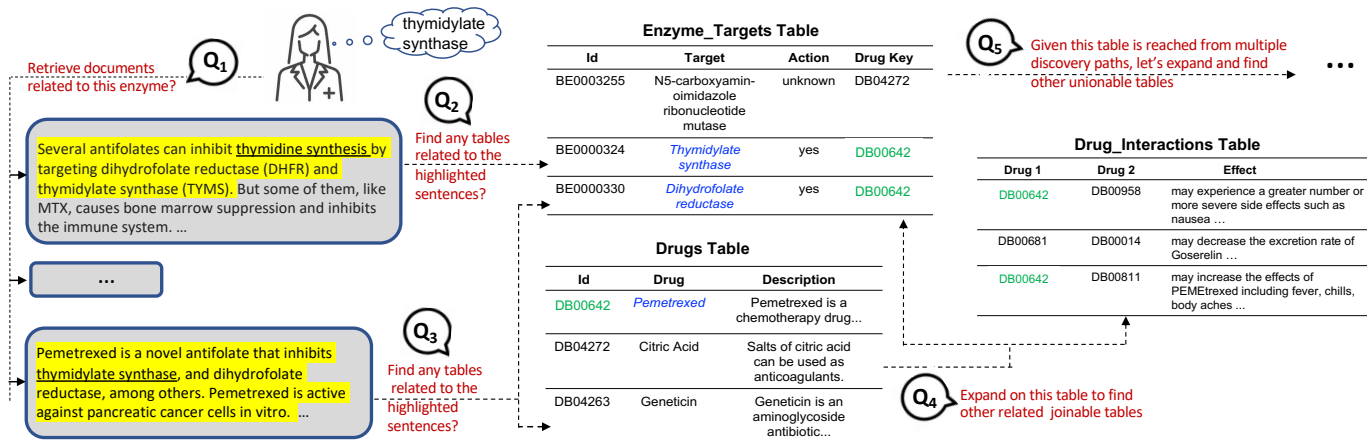 thymidylate
synthase
Q1
Retrieve documents
related to this enzyme?
Several antifolates can inhibit thymidine synthesis by
targeting dihydrofolate reductase (DHFR) and
thymidylate synthase (TYMS). But some of them, like
MTX, causes bone marrow suppression and inhibits
the immune system. ...
...
Pemetrexed is a novel antifolate that inhibits
thymidylate synthase, and dihydrofolate
reductase, among others. Pemetrexed is active
against pancreatic cancer cells in vitro. ...
Q2
Find any tables
related to the
highlighted
sentences?
Q3
Find any tables
related to the
highlighted
sentences?
Enzyme_Targets Table
Id Target Action Drug Key
BE0003255 N5-carboxyamin- unknown DB04272
oimidazole
ribonucleotide
mutase
BE0000324 Thymidylate yes DB00642
synthase
BE0000330 Dihydrofolate yes DB00642
reductase
Drugs Table
Id Drug Description
DB00642 Pemetrexed Pemetrexed is a
chemotherapy drug...
DB04272 Citric Acid Salts of citric acid
can be used as
anticoagulants.
DB04263 Geneticin Geneticin is an
aminoglycoside
antibiotic...
Q5
Given this table is reached from multiple
discovery paths, let's expand and find
other unionable tables
...
Drug_Interactions Table
Drug 1 Drug 2 Effect
DB00642 DB00958 may experience a greater number or
more severe side effects such as
nausea ...
DB00681 DB00014 may decrease the excretion rate of
Goserelin ...
DB00642 DB00811 may increase the effects of
PEMEtrexed including fever, chills,
body aches ...
Q4
Expand on this table to find
other related joinable tables